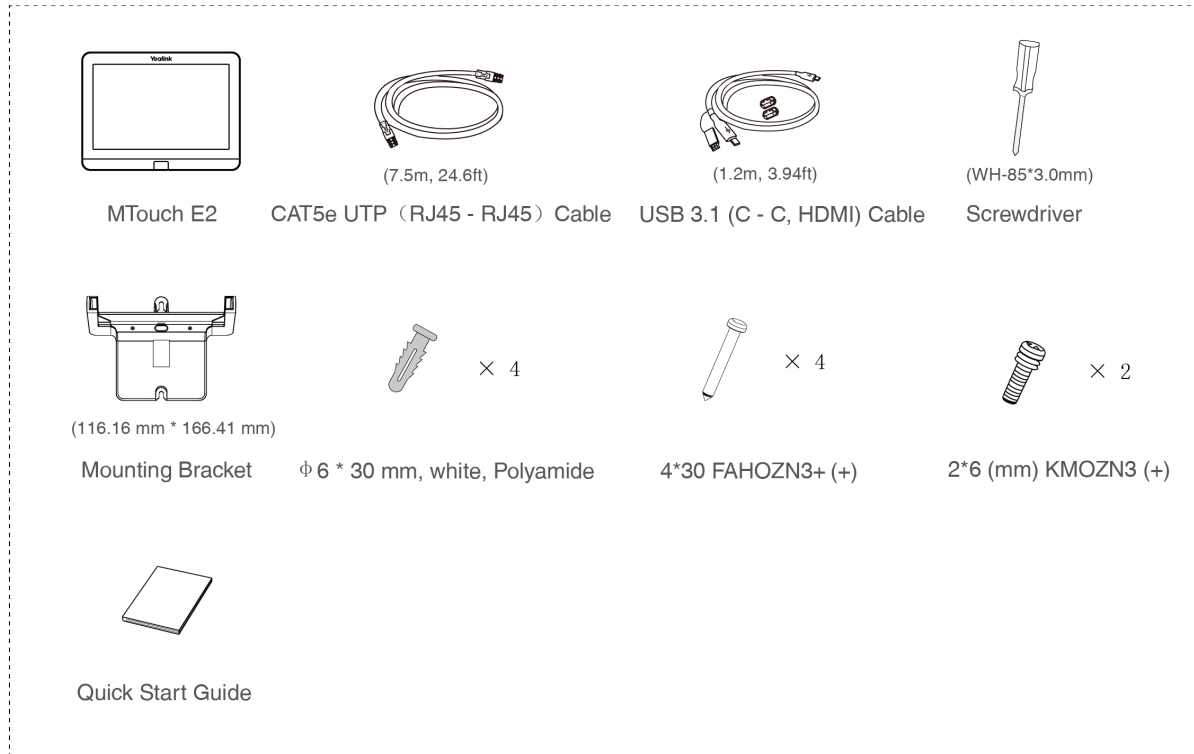 Yealink
(7.5m, 24.6ft)
(1.2m, 3.94ft)
(WH-85*3.0mm)
MTouch E2
CAT5e UTP（RJ45 - RJ45）Cable
USB 3.1 (C - C, HDMI) Cable
Screwdriver
× 4
× 4
× 2
(116.16 mm * 166.41 mm)
Mounting Bracket
Φ6 * 30 mm, white, Polyamide
4*30 FAHOZN3+ (+)
2*6 (mm) KMOZN3 (+)
Quick Start Guide